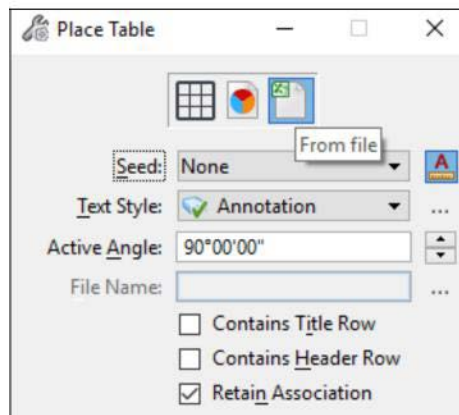 Place Table
From file
Seed: None
Text Style: Annotation ...
Active Angle: 90°00'00"
File Name: ...
Contains Title Row
Contains Header Row
Retain Association